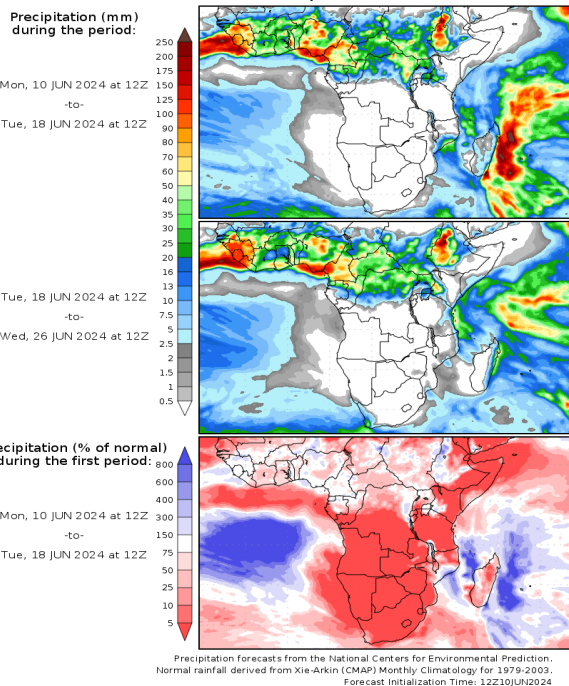 Precipitation (mm)
during the period:
250
200
175
150
125
100
90
80
70
60
50
40
35
30
25
20
16
13
10
7.5
5
2.5
2
1.5
1
0.5
Mon, 10 JUN 2024 at 12Z
-to-
Tue, 18 JUN 2024 at 12Z
Tue, 18 JUN 2024 at 12Z
-to-
Wed, 26 JUN 2024 at 12Z
ecipitation (% of normal)
during the first period:
800
600
400
300
150
75
50
25
10
5
Mon, 10 JUN 2024 at 12Z
-to-
Tue, 18 JUN 2024 at 12Z
Precipitation forecasts from the National Centers for Environmental Prediction.
Normal rainfall derived from Xie-Arkin (CMAP) Monthly Climatology for 1979-2003.
Forecast Initialization Time: 12Z10JUN2024